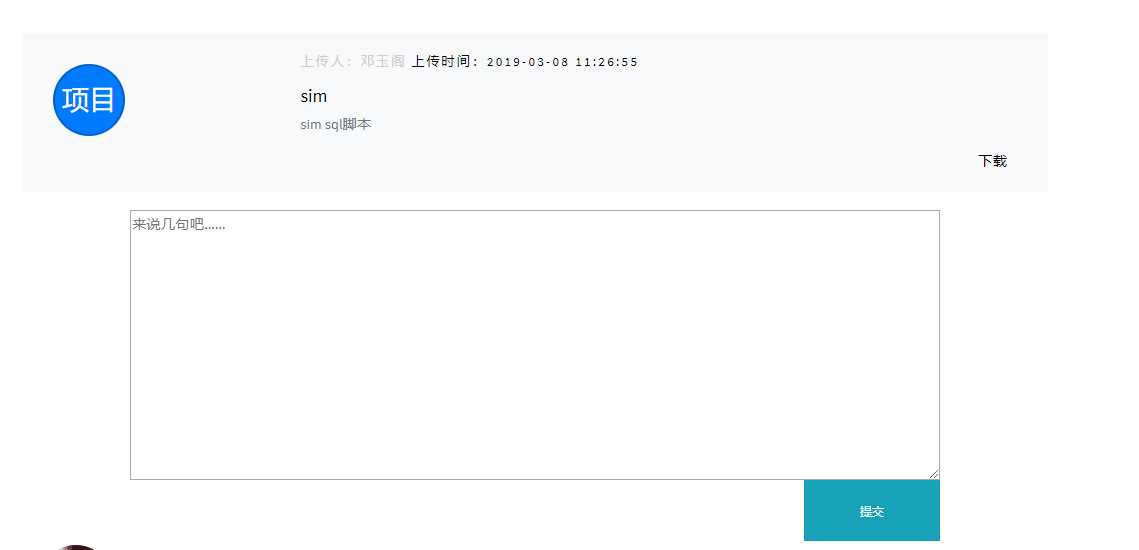 项目
上传人：邓玉阁 上传时间：2019-03-08 11:26:55
sim
sim sql脚本
下载
来说几句吧......
提交